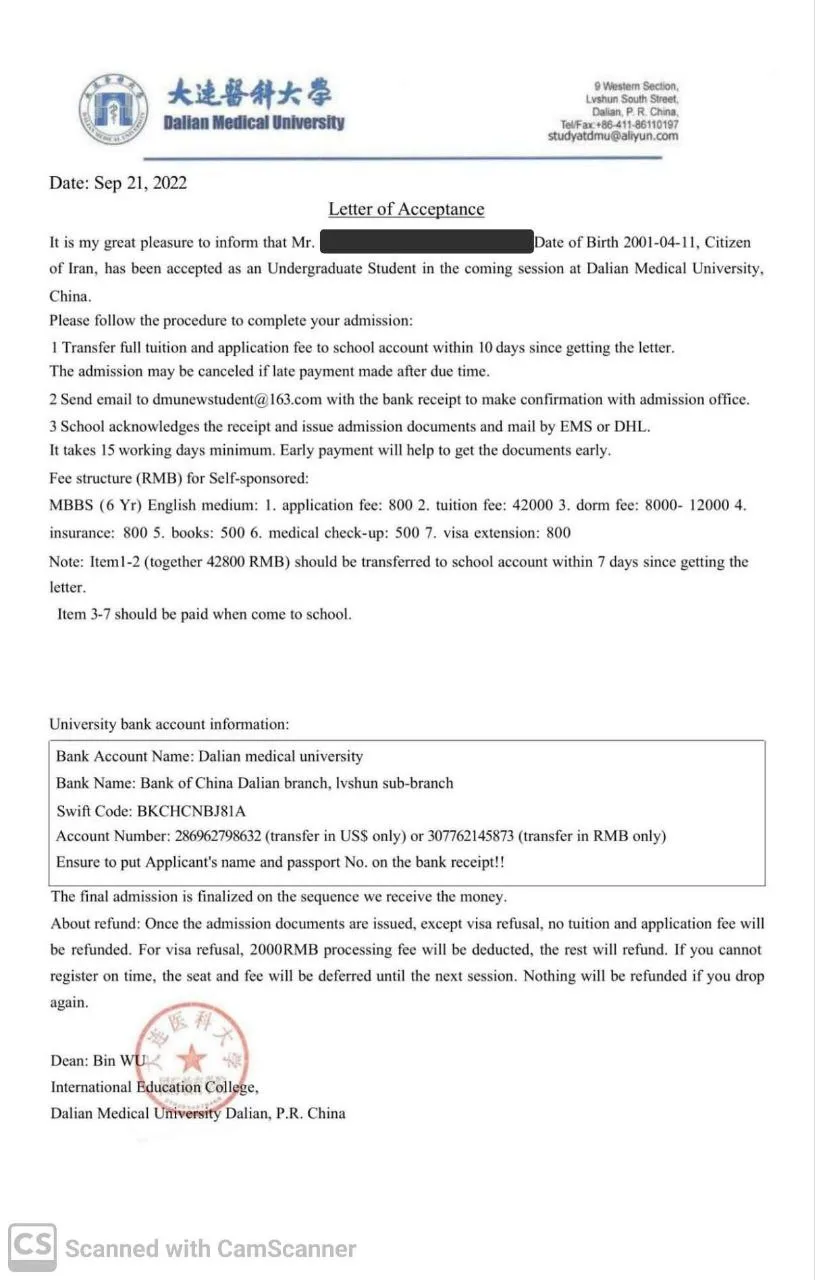 大連醫科大學
Dalian Medical University
9 Western Section,
Lvshun South Street,
Dalian, P. R. China,
Tel/Fax:+86-411-86110197
studyatdmu@aliyun.com
Date: Sep 21, 2022
Letter of Acceptance
It is my great pleasure to inform that Mr. Date of Birth 2001-04-11, Citizen
of Iran, has been accepted as an Undergraduate Student in the coming session at Dalian Medical University,
China.
Please follow the procedure to complete your admission:
1 Transfer full tuition and application fee to school account within 10 days since getting the letter.
The admission may be canceled if late payment made after due time.
2 Send email to dmunewstudent@163.com with the bank receipt to make confirmation with admission office.
3 School acknowledges the receipt and issue admission documents and mail by EMS or DHL.
It takes 15 working days minimum. Early payment will help to get the documents early.
Fee structure (RMB) for Self-sponsored:
MBBS (6 Yr) English medium: 1. application fee: 800 2. tuition fee: 42000 3. dorm fee: 8000- 12000 4.
insurance: 800 5. books: 500 6. medical check-up: 500 7. visa extension: 800
Note: Item1-2 (together 42800 RMB) should be transferred to school account within 7 days since getting the
letter.
Item 3-7 should be paid when come to school.
University bank account information:
Bank Account Name: Dalian medical university
Bank Name: Bank of China Dalian branch, lvshun sub-branch
Swift Code: BKCHCNBJ81A
Account Number: 286962798632 (transfer in US$ only) or 307762145873 (transfer in RMB only)
Ensure to put Applicant's name and passport No. on the bank receipt!!
The final admission is finalized on the sequence we receive the money.
About refund: Once the admission documents are issued, except visa refusal, no tuition and application fee will
be refunded. For visa refusal, 2000RMB processing fee will be deducted, the rest will refund. If you cannot
register on time, the seat and fee will be deferred until the next session. Nothing will be refunded if you drop
again.
大连医科大学
Dean: Bin WU
International Education College,
Dalian Medical University Dalian, P.R. China
CS Scanned with CamScanner